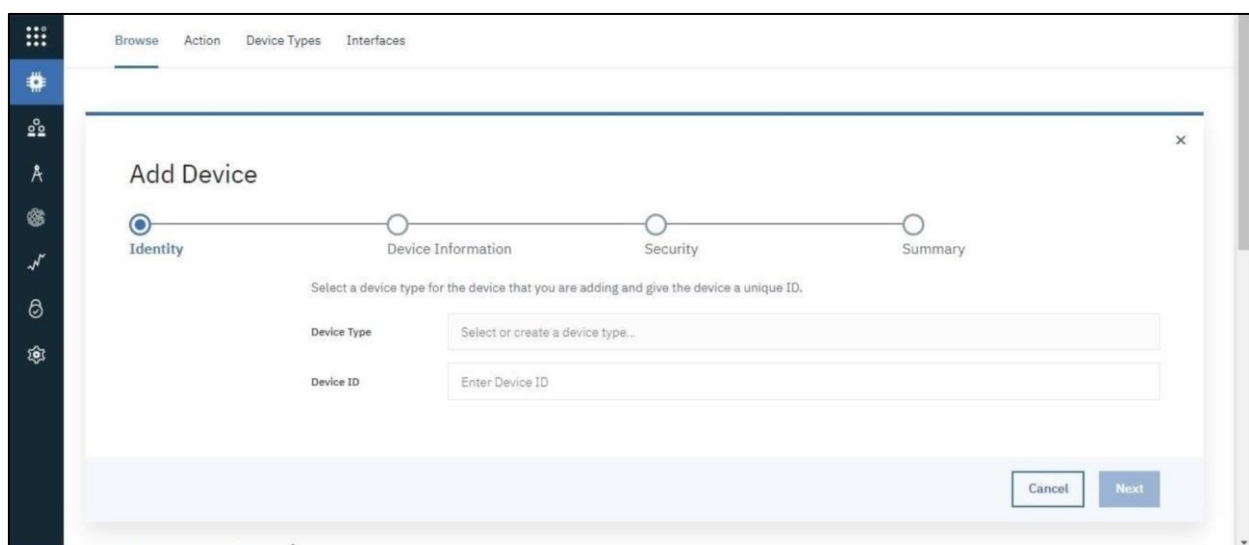 Browse Action Device Types Interfaces
Add Device
Identity Device Information Security Summary
Select a device type for the device that you are adding and give the device a unique ID.
Device Type Select or create a device type...
Device ID Enter Device ID
Cancel Next